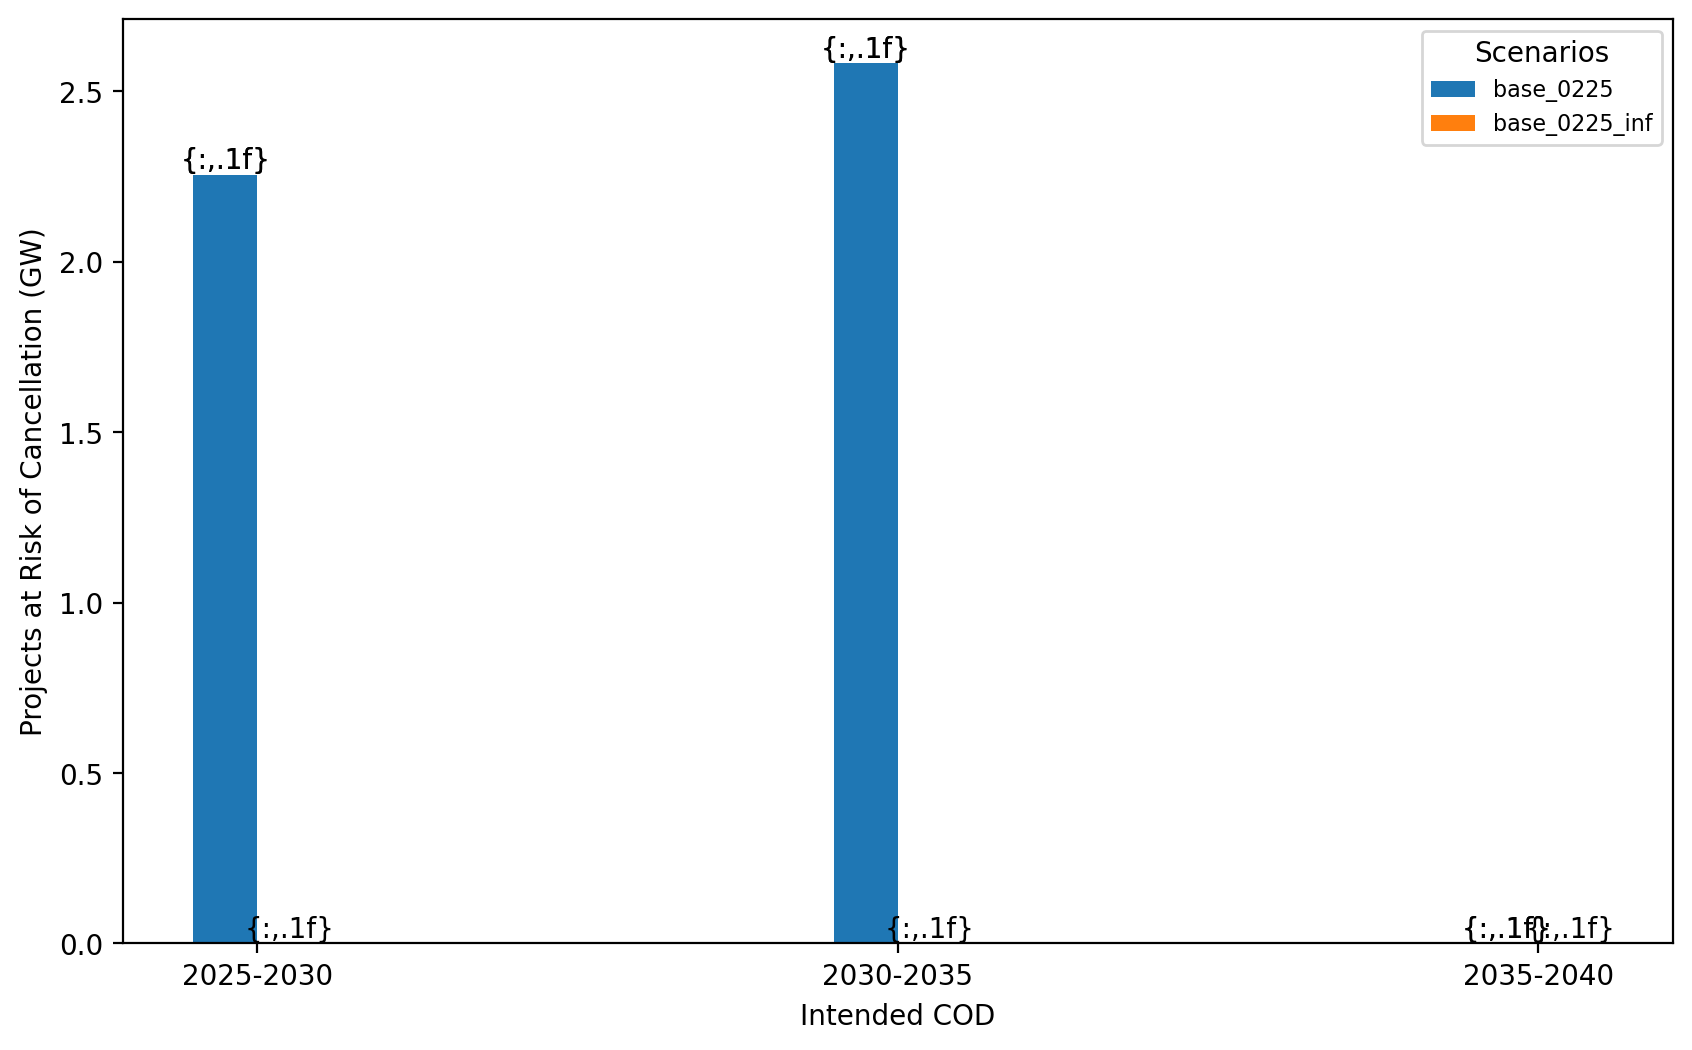 Scenarios
base_0225
base_0225_inf
{:,.1f}
{:,.1f}
{:,.1f}
{:,.1f}
{:,.1f}
{:,.1f}
Projects at Risk of Cancellation (GW)
2.5
2.0
1.5
1.0
0.5
0.0
2025-2030
2030-2035
2035-2040
Intended COD